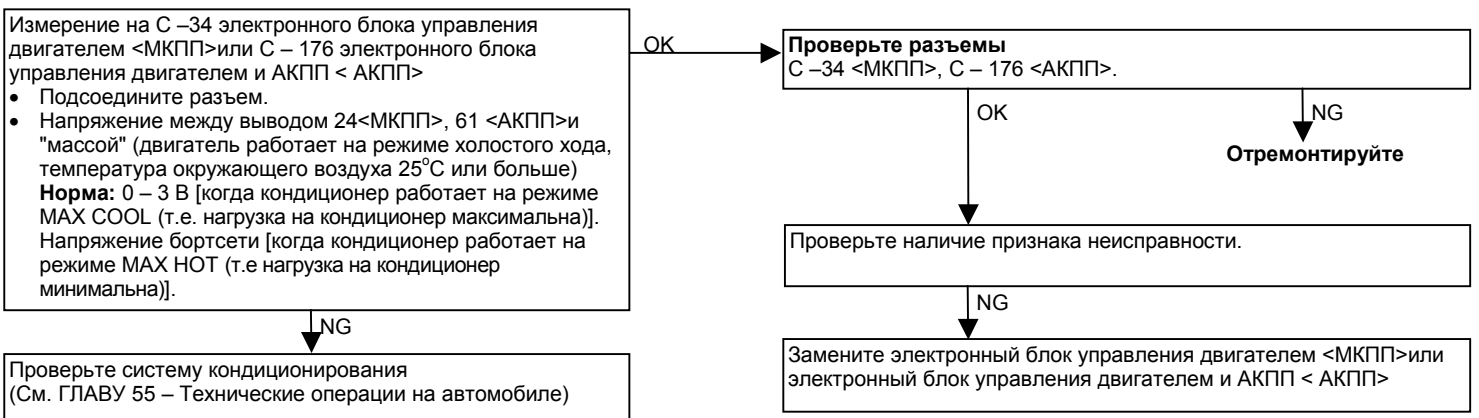 Измерение на С –34 электронного блока управления
двигателем <МКПП>или С – 176 электронного блока
управления двигателем и АКПП < АКПП>
• Подсоедините разъем.
• Напряжение между выводом 24<МКПП>, 61 <АКПП>и
"массой" (двигатель работает на режиме холостого хода,
температура окружающего воздуха 25°С или больше)
Норма: 0 – 3 В [когда кондиционер работает на режиме
MAX COOL (т.е. нагрузка на кондиционер максимальна)].
Напряжение бортсети [когда кондиционер работает на
режиме MAX HOT (т.е нагрузка на кондиционер
минимальна)].
OK
Проверьте разъемы
С –34 <МКПП>, С – 176 <АКПП>.
OK
NG
Отремонтируйте
Проверьте наличие признака неисправности.
NG
NG
Проверьте систему кондиционирования
(См. ГЛАВУ 55 – Технические операции на автомобиле)
Замените электронный блок управления двигателем <МКПП>или
электронный блок управления двигателем и АКПП < АКПП>